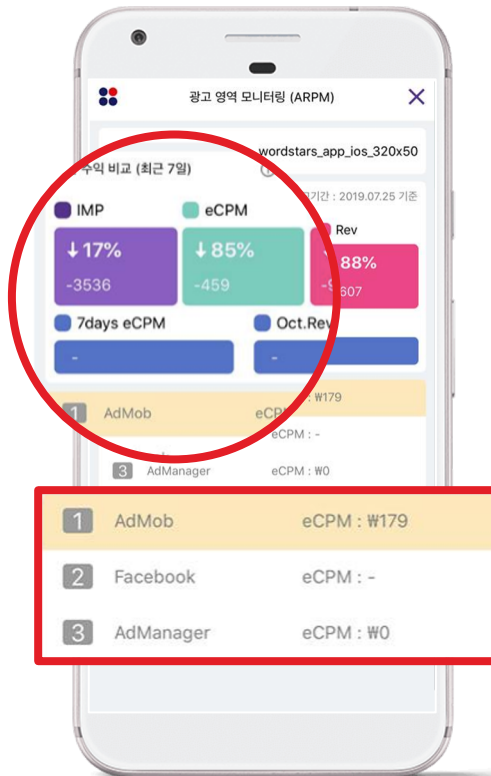 광고 영역 모니터링 (ARPM)
wordstars_app_ios_320x50
수익 비교 (최근 7일)
기간 : 2019.07.25 기준
IMP
eCPM
Rev
↓17%
↓85%
88%
-3536
-459
607
7days eCPM
Oct.Rev
-
-
1 AdMob
: ₩179
eCPM : -
3 AdManager eCPM : ₩0
1 AdMob eCPM : ₩179
2 Facebook eCPM : -
3 AdManager eCPM : ₩0